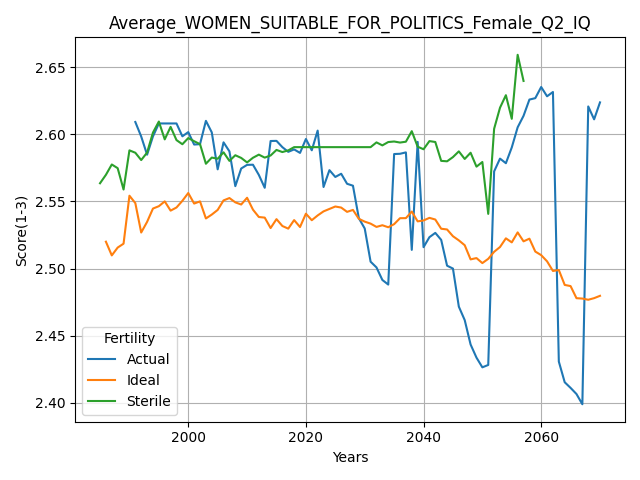 Average_WOMEN_SUITABLE_FOR_POLITICS_Female_Q2_IQ
2.65
2.60
2.55
2.50
2.45
2.40
Score(1-3)
Fertility
Actual
Ideal
Sterile
2000
2020
2040
2060
Years